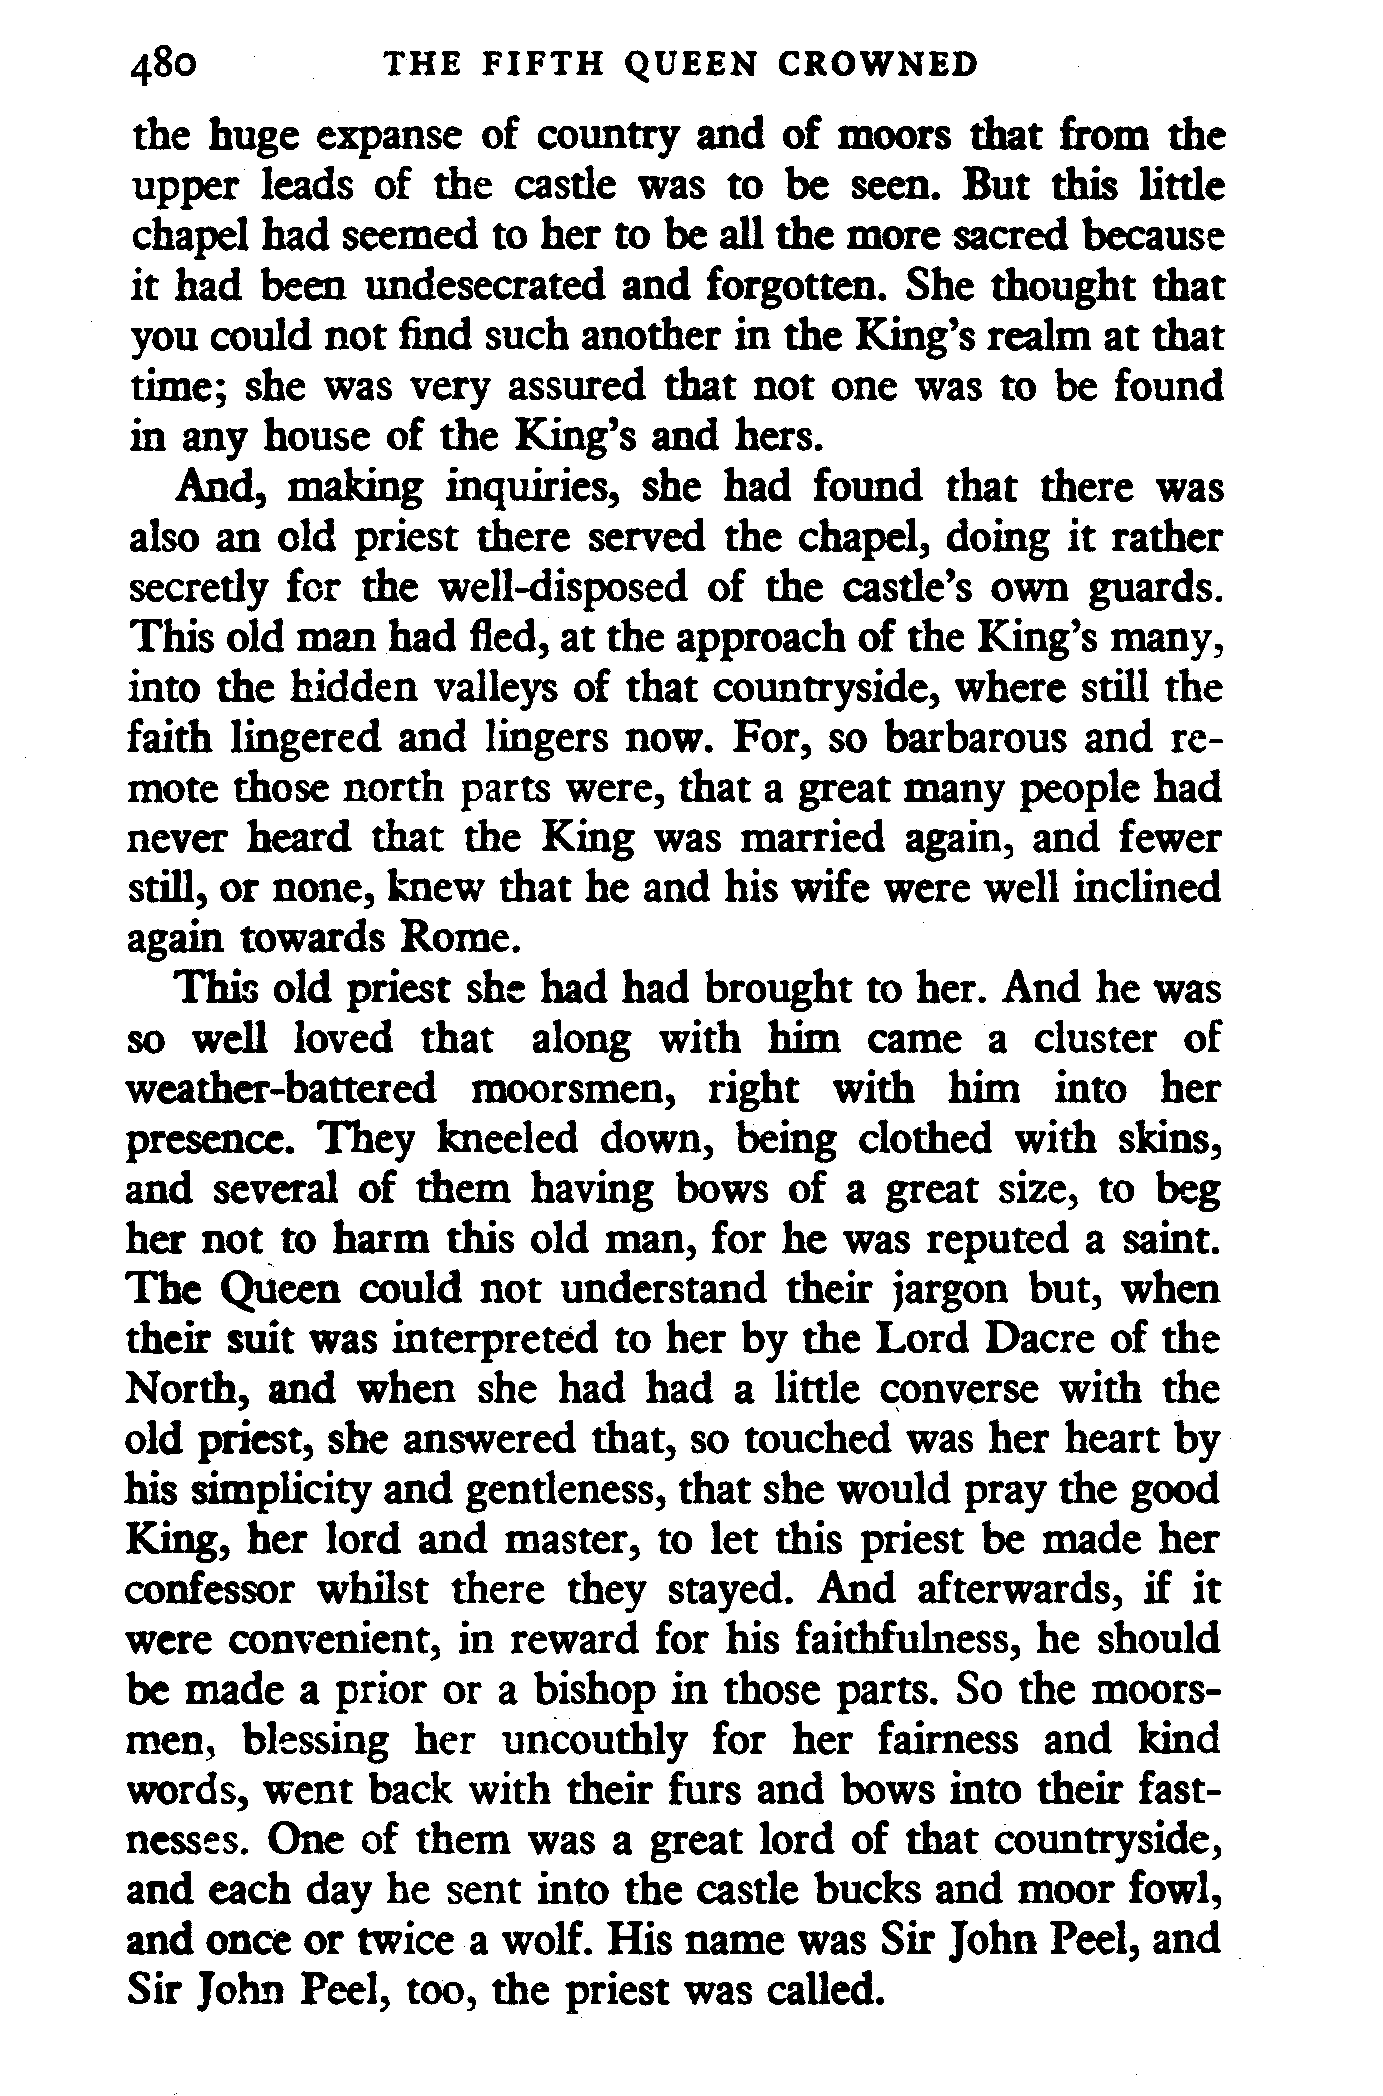 480 THE FIFTH QUEEN CROWNED
the huge expanse of country and of moors that from the
upper leads of the castle was to be seen. But this little
chapel had seemed to her to be all the more sacred because
it had been undesecrated and forgotten. She thought that
you could not find such another in the King's realm at that
time; she was very assured that not one was to be found
in any house of the King's and hers.
And, making inquiries, she had found that there was
also an old priest there served the chapel, doing it rather
secretly for the well-disposed of the castle's own guards.
This old man had fled, at the approach of the King's many,
into the hidden valleys of that countryside, where still the
faith lingered and lingers now. For, so barbarous and re-
mote those north parts were, that a great many people had
never heard that the King was married again, and fewer
still, or none, knew that he and his wife were well inclined
again towards Rome.
This old priest she had had brought to her. And he was
so well loved that along with him came a cluster of
weather-battered moorsmen, right with him into her
presence. They kneeled down, being clothed with skins,
and several of them having bows of a great size, to beg
her not to harm this old man, for he was reputed a saint.
The Queen could not understand their jargon but, when
their suit was interpreted to her by the Lord Dacre of the
North, and when she had had a little converse with the
old priest, she answered that, so touched was her heart by
his simplicity and gentleness, that she would pray the good
King, her lord and master, to let this priest be made her
confessor whilst there they stayed. And afterwards, if it
were convenient, in reward for his faithfulness, he should
be made a prior or a bishop in those parts. So the moors-
men, blessing her uncouthly for her fairness and kind
words, went back with their furs and bows into their fast-
nesses. One of them was a great lord of that countryside,
and each day he sent into the castle bucks and moor fowl,
and once or twice a wolf. His name was Sir John Peel, and
Sir John Peel, too, the priest was called.